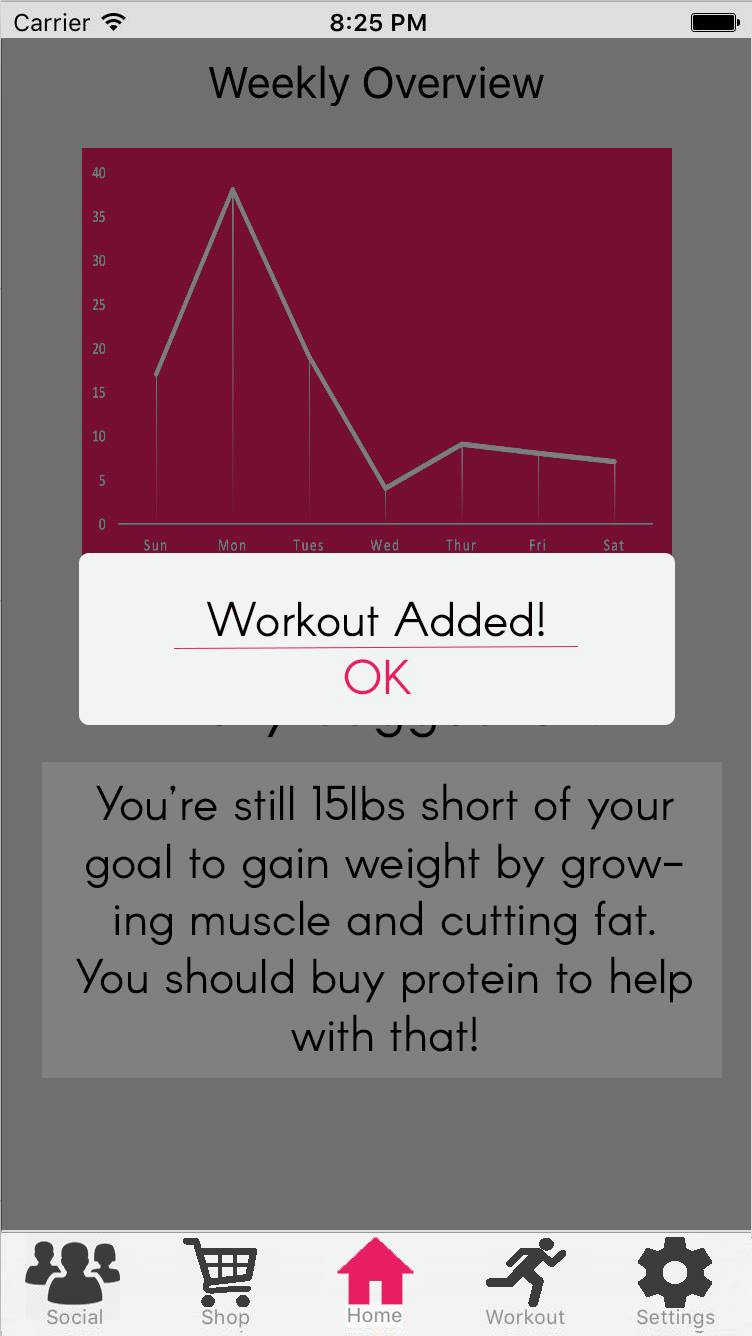 Carrier 8:25 PM
Weekly Overview
40
35
30
25
20
15
10
5
0
Sun Mon Tues Wed Thur Fri Sat
Workout Added!
OK
You're still 15lbs short of your
goal to gain weight by grow-
ing muscle and cutting fat.
You should buy protein to help
with that!
Social Shop Home Workout Settings